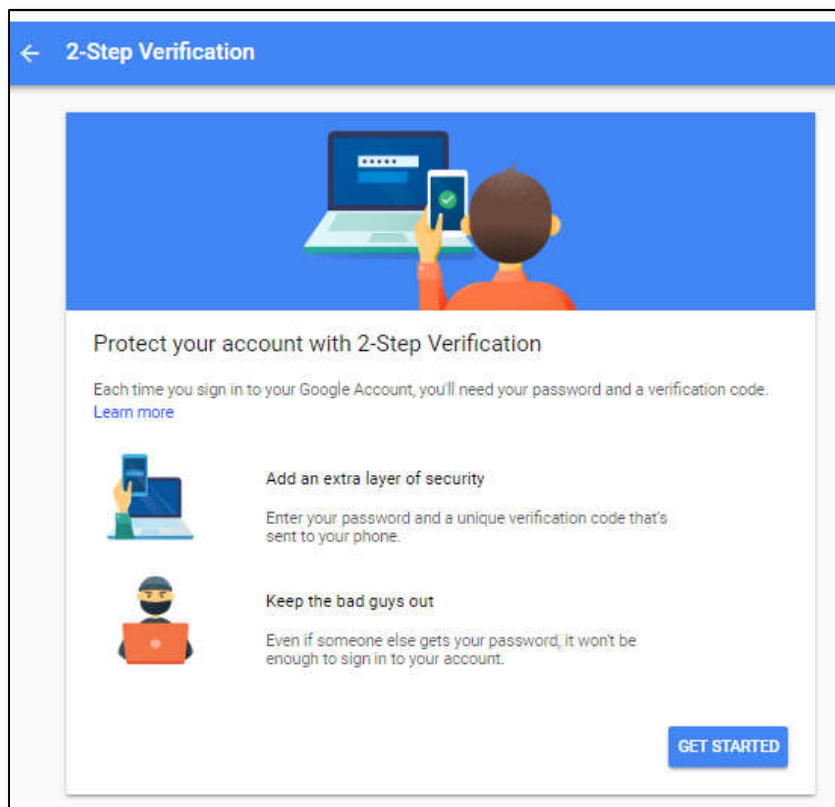 2-Step Verification
Protect your account with 2-Step Verification
Each time you sign in to your Google Account, you'll need your password and a verification code.
Learn more
Add an extra layer of security
Enter your password and a unique verification code that's
sent to your phone.
Keep the bad guys out
Even if someone else gets your password, it won't be
enough to sign in to your account.
GET STARTED